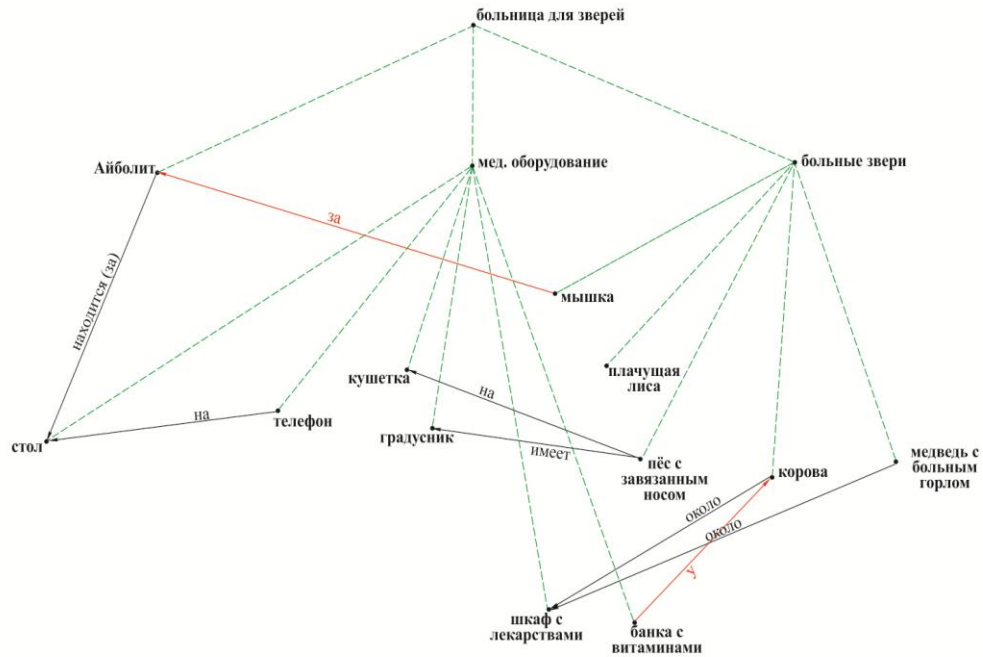 больница для зверей
Айболит
мед. оборудование
больные звери
за
находится (за)
мышка
кушетка
плачущая
лиса
на
на
телефон
стол
градусник
имеет
пёс с
завязанным
носом
корова
медведь с
больным
горлом
около
около
у
шкаф с
лекарствами
банка с
витаминами